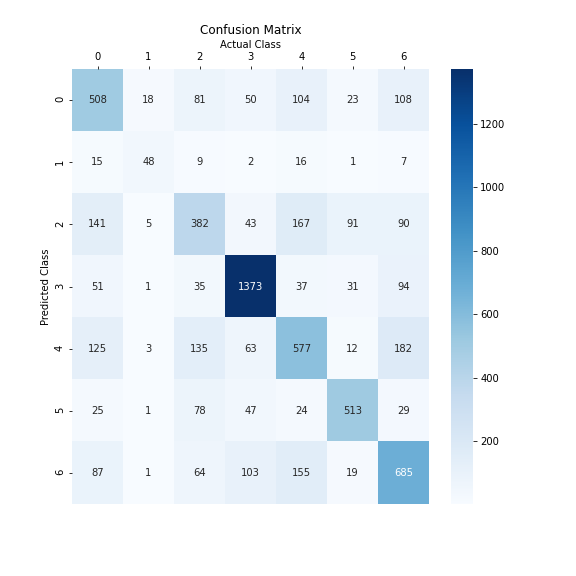 Confusion Matrix
Actual Class
0 1 2 3 4 5 6
0 508 18 81 50 104 23 108
1 15 48 9 2 16 1 7
2 141 5 382 43 167 91 90
3 51 1 35 1373 37 31 94
4 125 3 135 63 577 12 182
5 25 1 78 47 24 513 29
6 87 1 64 103 155 19 685
Predicted Class
1200
1000
800
600
400
200